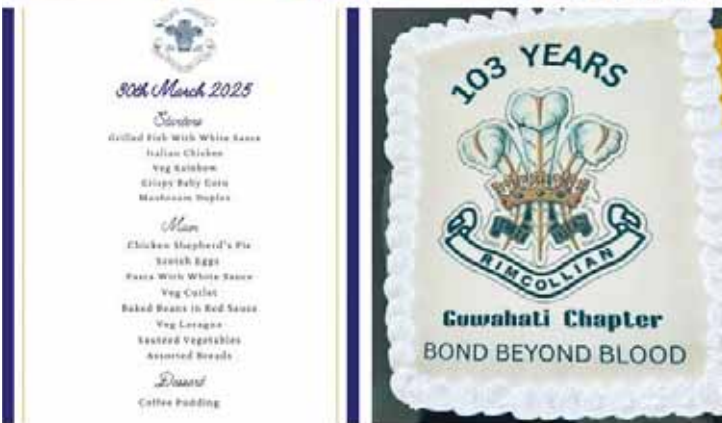 30th March 2025
Starters
Grilled Fish With White Sauce
Italian Chicken
Veg Rainbow
Crispy Baby Corn
Mushroom Duplex
Main
Chicken Shepherd's Pie
Scotch Eggs
Pasta With White Sauce
Veg Cutlet
Baked Beans in Red Sauce
Veg Lasagna
Sauteed Vegetables
Assorted Breads
Dessert
Coffee Pudding
103 YEARS
RIMCOLLIAN
Guwahati Chapter
BOND BEYOND BLOOD